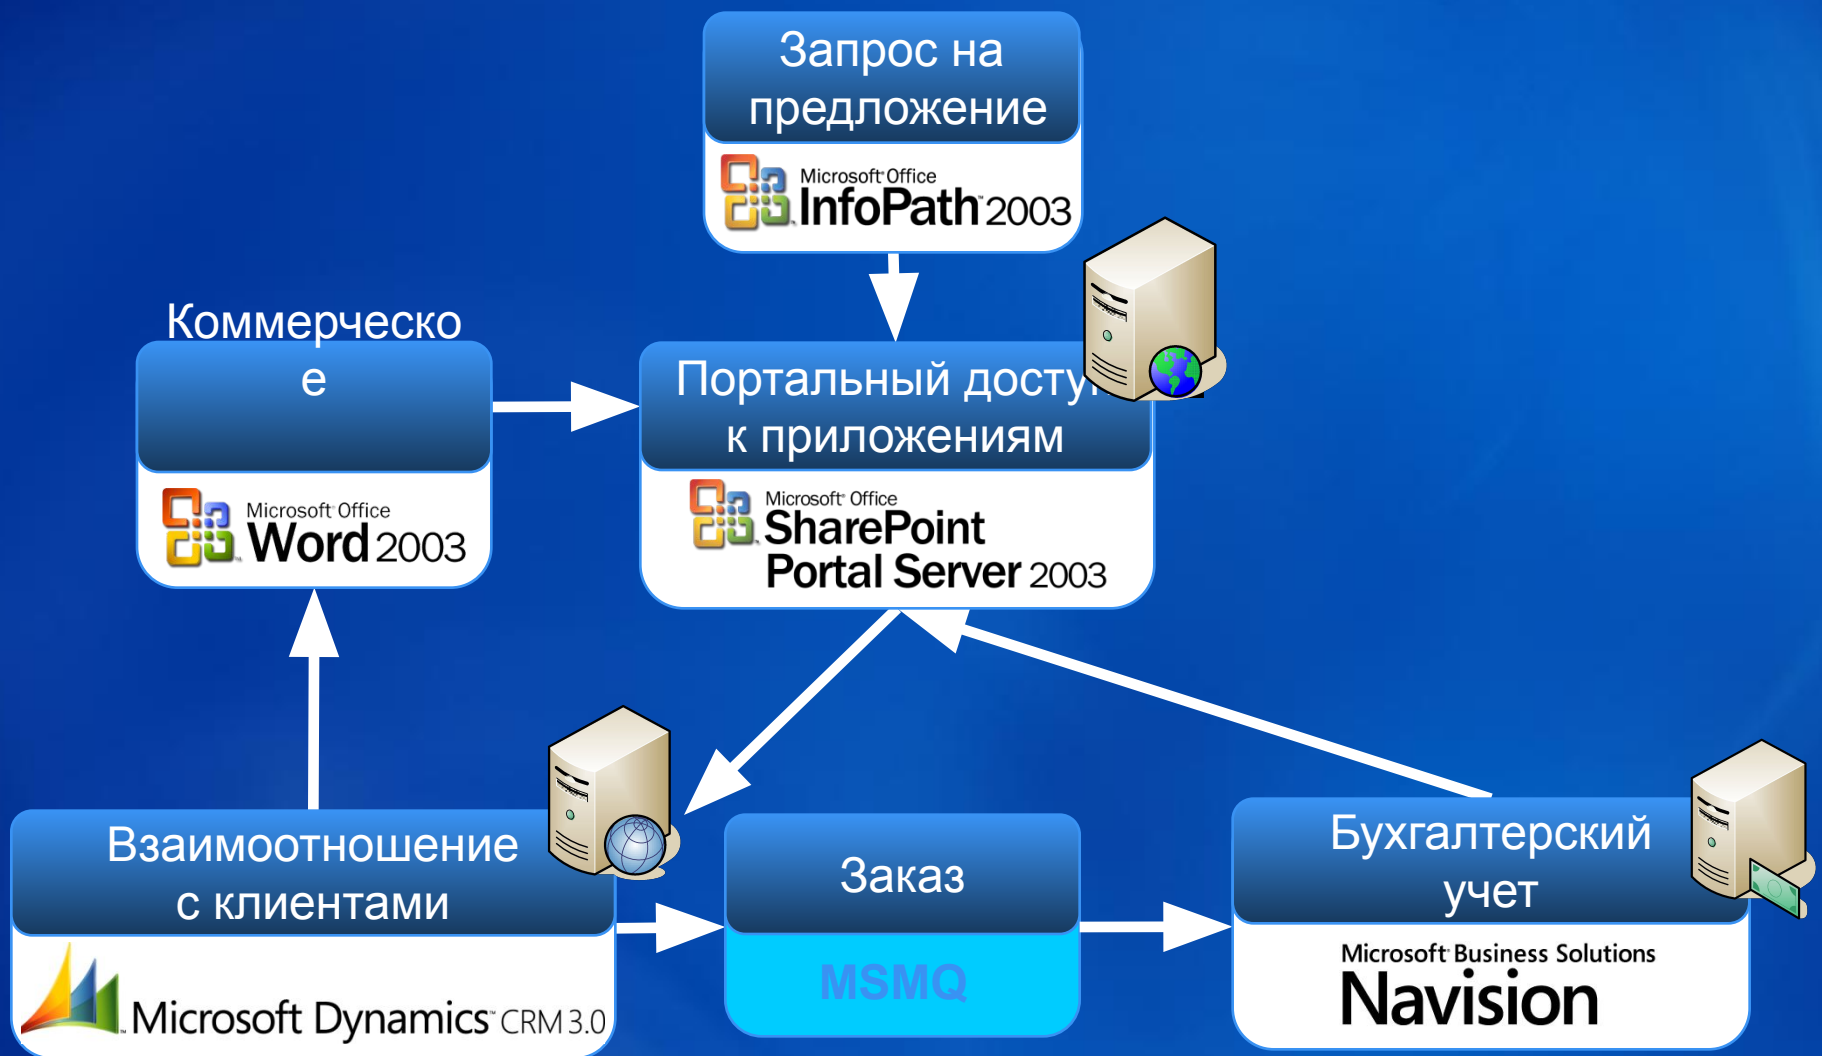 Запрос на
предложение
Microsoft Office
InfoPath 2003
Коммерческо
е
Microsoft Office
Word 2003
Портальный досту
к приложениям
Microsoft Office
SharePoint
Portal Server 2003
Взаимоотношение
с клиентами
Microsoft Dynamics CRM 3.0
Заказ
MSMQ
Бухгалтерский
учет
Microsoft Business Solutions
Navision